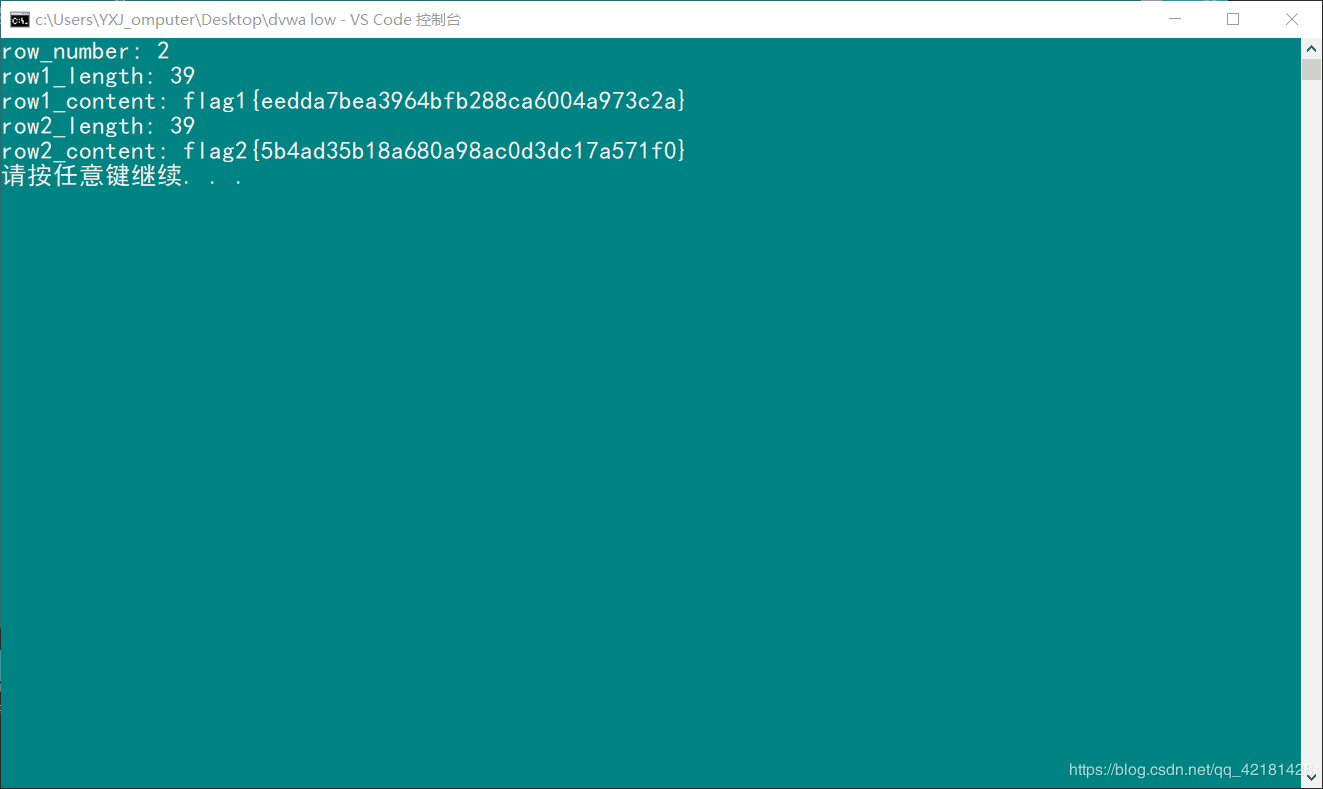 c:\Users\YXJ_omputer\Desktop\dvwa low - VS Code 控制台
row_number: 2
row1_length: 39
row1_content: flag1{eedda7bea3964bfb288ca6004a973c2a}
row2_length: 39
row2_content: flag2{5b4ad35b18a680a98ac0d3dc17a571f0}
请按任意键继续. . .
https://blog.csdn.net/qq_42181428